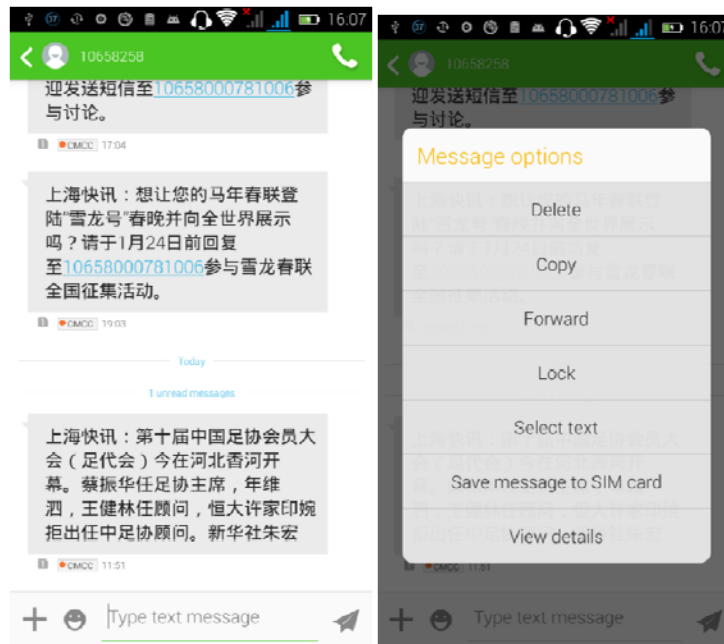 16:07
10658258
迎发送短信至10658000781006参
与讨论。
1 CMCC 17:04
上海快讯：想让您的马年春联登
陆"雪龙号"春晚并向全世界展示
吗？请于1月24日前回复
至10658000781006参与雪龙春联
全国征集活动。
1 CMCC 19:03
Today
1 unread messages
上海快讯：第十届中国足协会员大
会（足代会）今在河北香河开
幕。蔡振华任足协主席，年维
泗，王健林任顾问，恒大许家印婉
拒出任中足协顾问。新华社朱宏
1 CMCC 11:51
Type text message
16:07
10658258
迎发送短信至10658000781006参
与讨论。
Message options
Delete
Copy
Forward
Lock
Select text
Save message to SIM card
View details
CMCC 11:51
Type text message